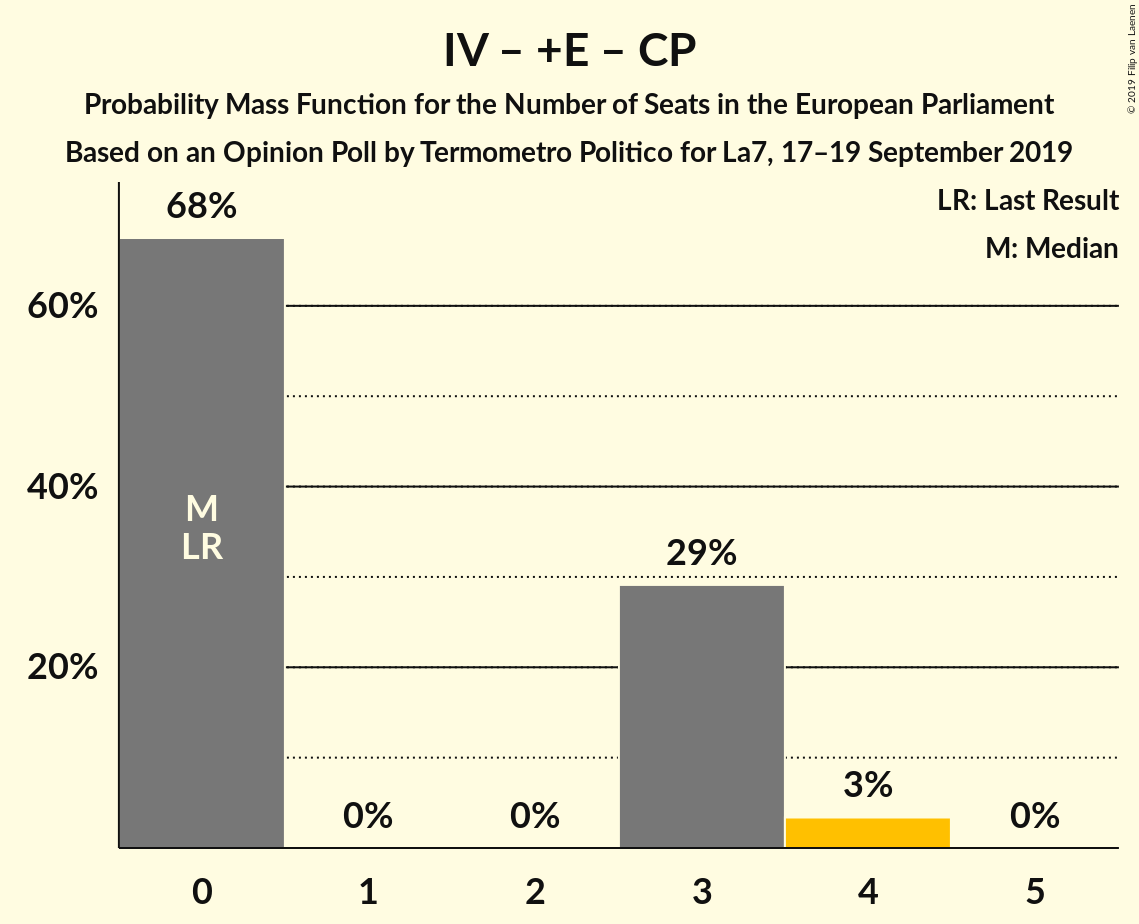 IV – +E – CP
Probability Mass Function for the Number of Seats in the European Parliament
Based on an Opinion Poll by Termometro Politico for La7, 17–19 September 2019
© 2019 Filip van Laenen
LR: Last Result
M: Median
68%
60%
40%
M
LR
29%
20%
3%
0%
0%
0%
0
1
2
3
4
5